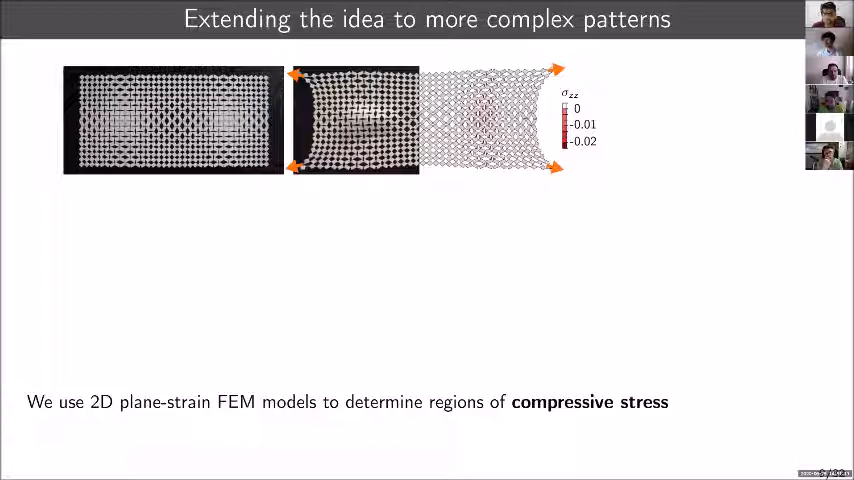 Extending the idea to more complex patterns
σzz
0
-0.01
-0.02
We use 2D plane-strain FEM models to determine regions of compressive stress